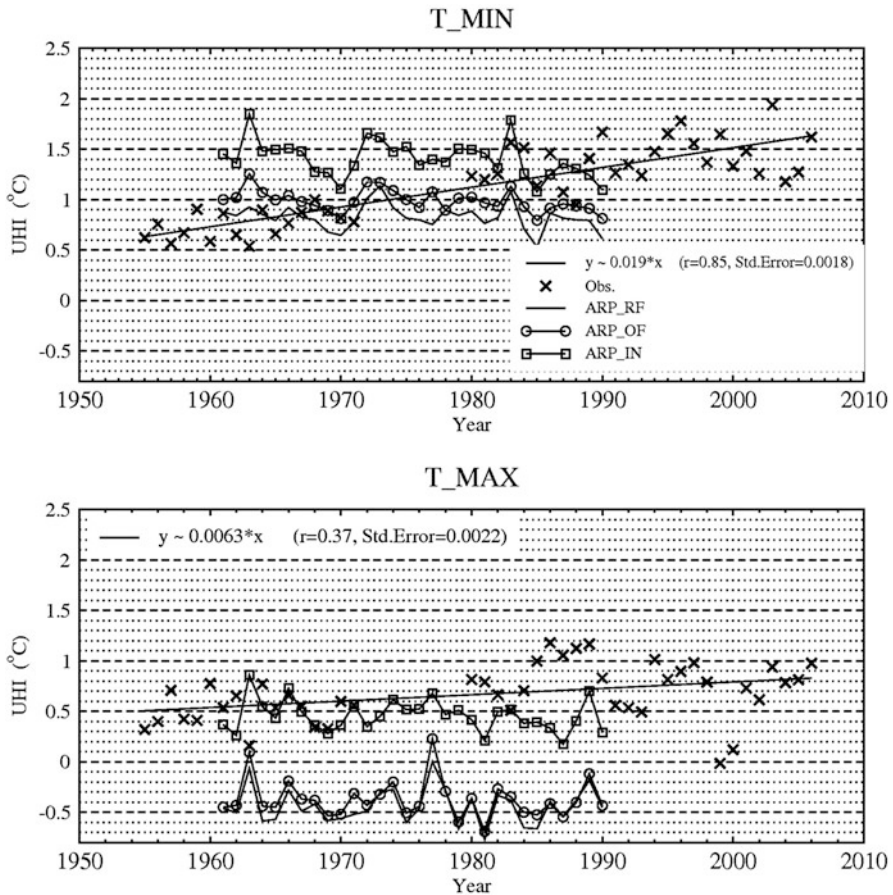 T_MIN
2.5
2
1.5
1
0.5
0
-0.5
UHI (°C)
y ~ 0.019*x (r=0.85, Std.Error=0.0018)
Obs.
ARP_RF
ARP_OF
ARP_IN
1950 1960 1970 1980 1990 2000 2010
Year
T_MAX
2.5
2
1.5
1
0.5
0
-0.5
UHI (°C)
y ~ 0.0063*x (r=0.37, Std.Error=0.0022)
1950 1960 1970 1980 1990 2000 2010
Year